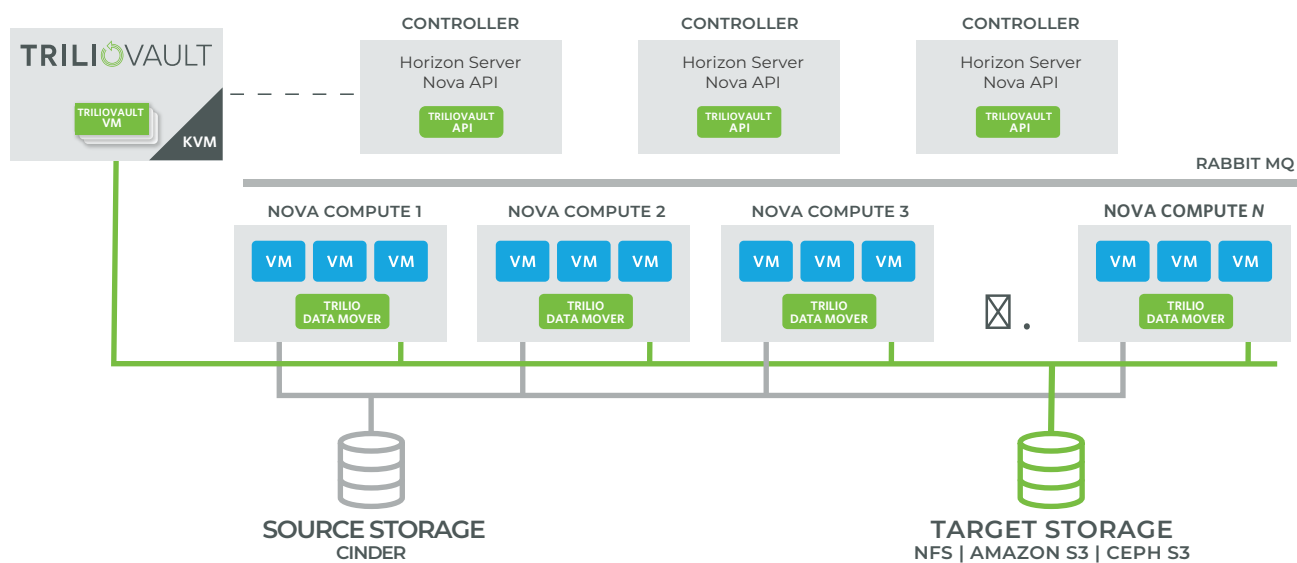 TRILIOVAULT
TRILIOVAULT
VM
KVM
CONTROLLER
Horizon Server
Nova API
TRILIOVAULT
API
CONTROLLER
Horizon Server
Nova API
TRILIOVAULT
API
CONTROLLER
Horizon Server
Nova API
TRILIOVAULT
API
RABBIT MQ
NOVA COMPUTE 1
VM VM VM
TRILIO
DATA MOVER
NOVA COMPUTE 2
VM VM VM
TRILIO
DATA MOVER
NOVA COMPUTE 3
VM VM VM
TRILIO
DATA MOVER
.
NOVA COMPUTE N
VM VM VM
TRILIO
DATA MOVER
SOURCE STORAGE
CINDER
TARGET STORAGE
NFS | AMAZON S3 | CEPH S3